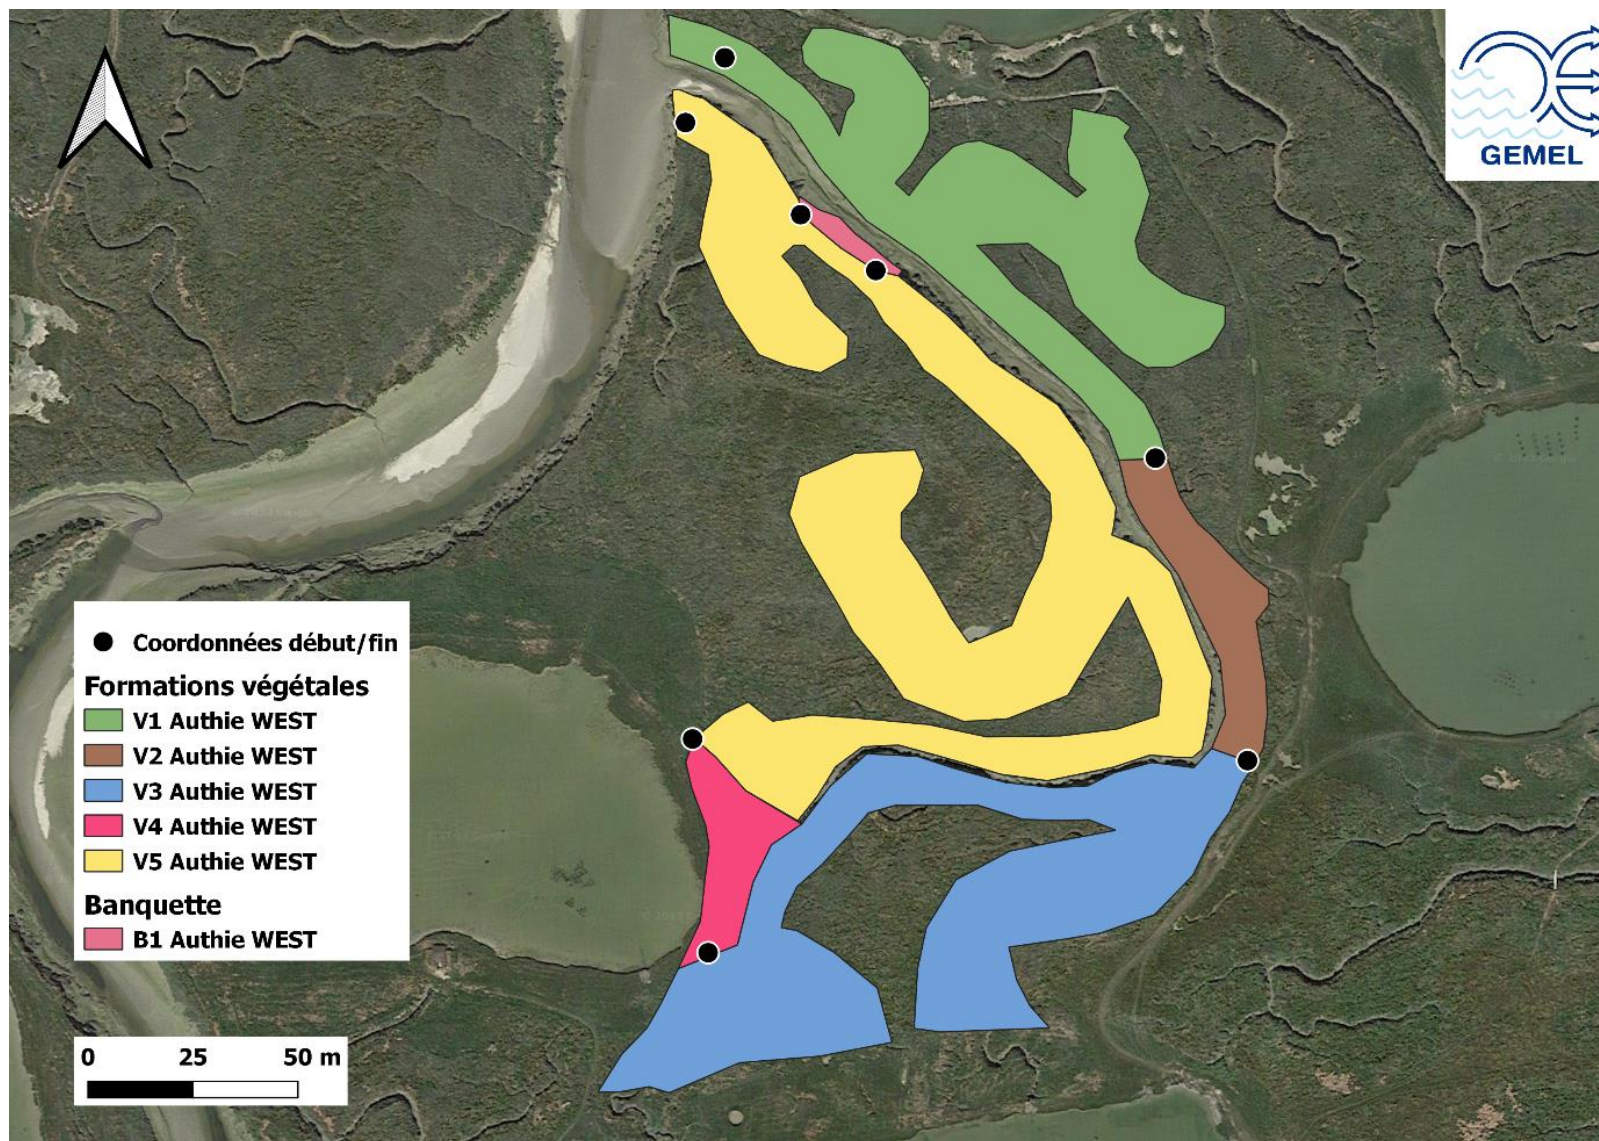 GEMEL
Coordonnées début/fin
Formations végétales
V1 Authie WEST
V2 Authie WEST
V3 Authie WEST
V4 Authie WEST
V5 Authie WEST
Banquette
B1 Authie WEST
0 25 50 m